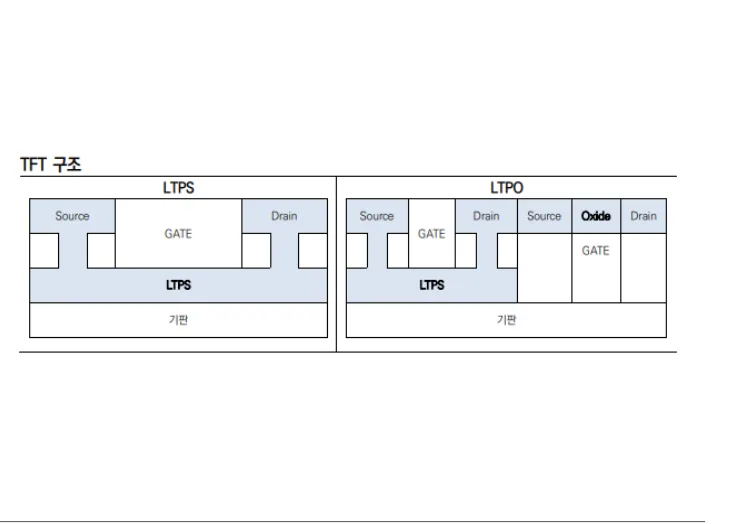 TFT 구조
LTPS
LTPO
Source
GATE
Drain
LTPS
기판
Source
GATE
Drain
Source
Oxide
Drain
GATE
LTPS
기판